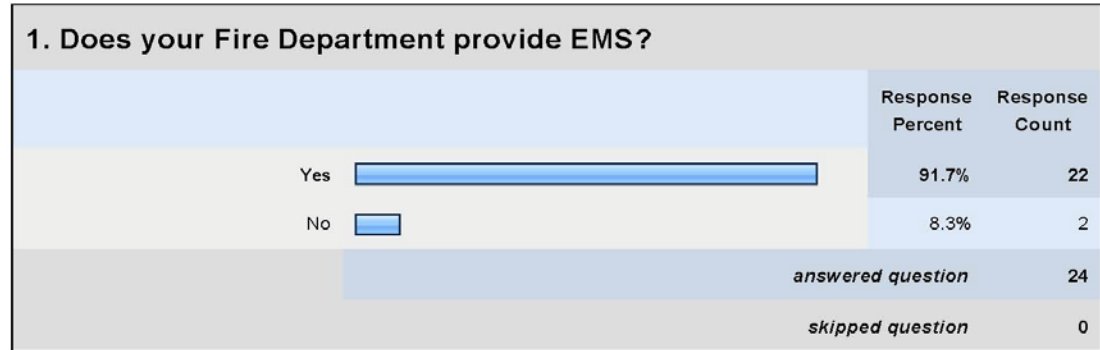 1. Does your Fire Department provide EMS?
Response Percent Response Count
Yes 91.7% 22
No 8.3% 2
answered question 24
skipped question 0